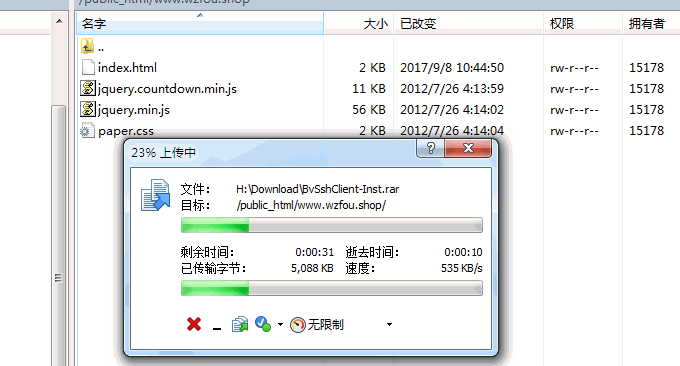 /public_html/www.wzfou.shop
名字 大小 已改变 权限 拥有者
..
index.html 2 KB 2017/9/8 10:44:50 rw-r--r-- 15178
jquery.countdown.min.js 11 KB 2012/7/26 4:13:59 rw-r--r-- 15178
jquery.min.js 56 KB 2012/7/26 4:14:02 rw-r--r-- 15178
paper.css 2 KB 2012/7/26 4:14:04 rw-r--r-- 15178
23% 上传中
文件: H:\Download\BvSshClient-Inst.rar
目标: /public_html/www.wzfou.shop/
剩余时间: 0:00:31 逝去时间: 0:00:10
已传输字节: 5,088 KB 速度: 535 KB/s
无限制